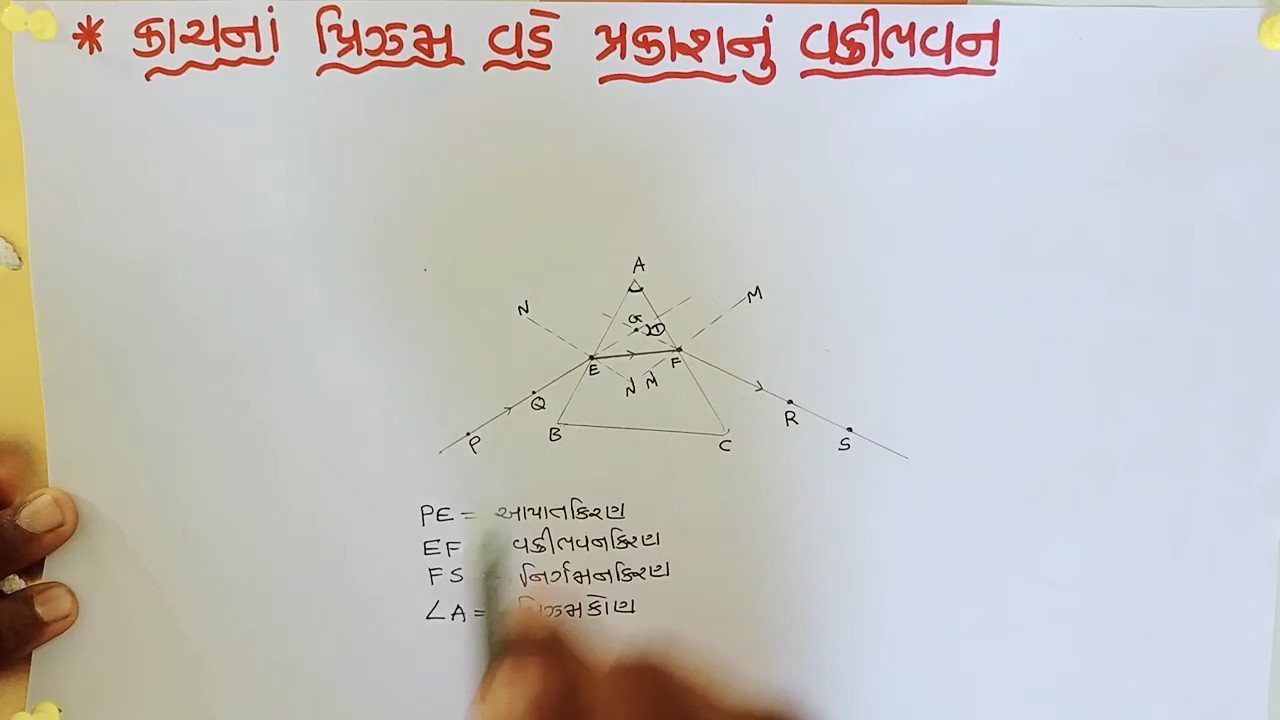 * કાચનાં પ્રિઝમ વડે પ્રકાશનું વક્રીભવન
A
N
M
G
D
E
F
N
M
Q
B
C
P
R
S
PE = આપાતકિરણ
EF વક્રીભવનકિરણ
FS નિર્ગમનકિરણ
∠A = પ્રિઝમકોણ